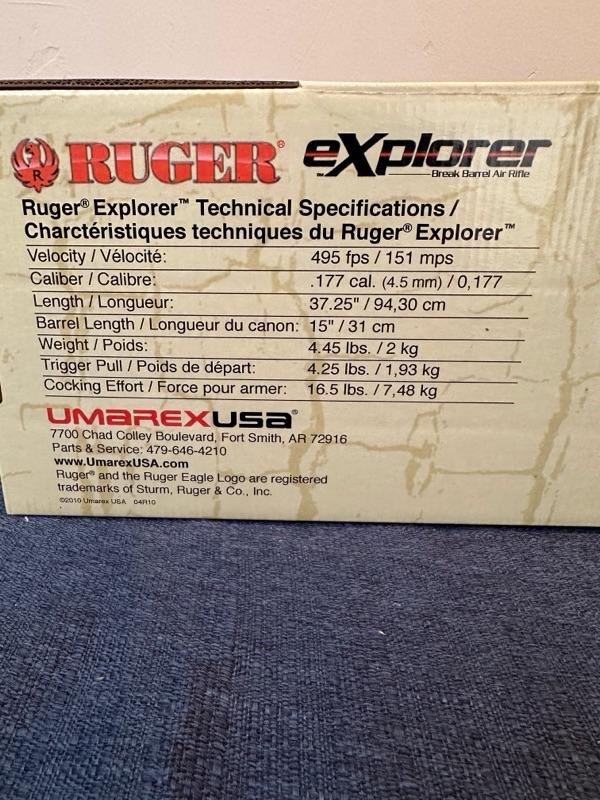 RUGER® eXplorer
™ Break Barrel Air Rifle
Ruger® Explorer™ Technical Specifications /
Charctéristiques techniques du Ruger® Explorer™
Velocity / Vélocité: 495 fps / 151 mps
Caliber / Calibre: .177 cal. (4.5 mm) / 0,177
Length / Longueur: 37.25" / 94,30 cm
Barrel Length / Longueur du canon: 15" / 31 cm
Weight / Poids: 4.45 lbs. / 2 kg
Trigger Pull / Poids de départ: 4.25 lbs. / 1,93 kg
Cocking Effort / Force pour armer: 16.5 lbs. / 7,48 kg
UMAREX USA®
7700 Chad Colley Boulevard, Fort Smith, AR 72916
Parts & Service: 479-646-4210
www.UmarexUSA.com
Ruger® and the Ruger Eagle Logo are registered
trademarks of Sturm, Ruger & Co., Inc.
©2010 Umarex USA 04R10